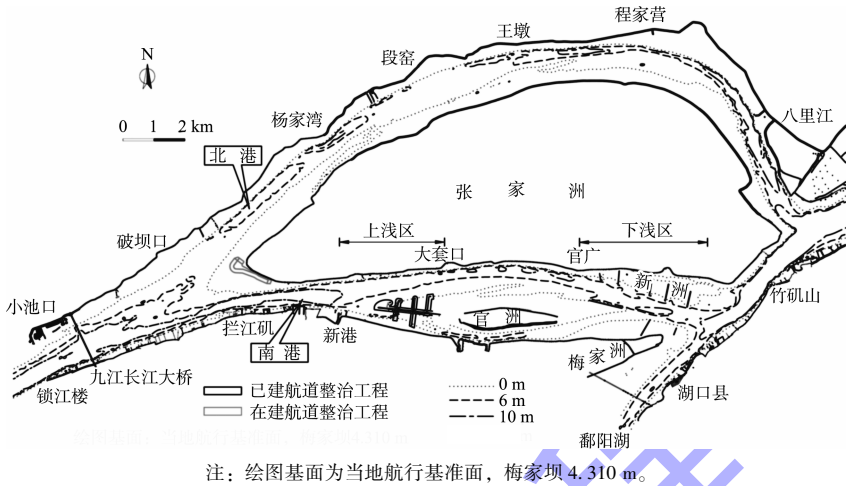 程家营
王墩
段窑
N
八里江
0 1 2 km
杨家湾
北 港
张 家 洲
破坝口
上浅区
下浅区
大套口
官广
新 洲
小池口
竹矶山
拦江矶
新港
官 洲
南 港
梅 家 洲
九江长江大桥
锁江楼
湖口县
已建航道整治工程
在建航道整治工程
0 m
6 m
10 m
鄱阳湖
注：绘图基面为当地航行基准面，梅家坝 4.310 m。